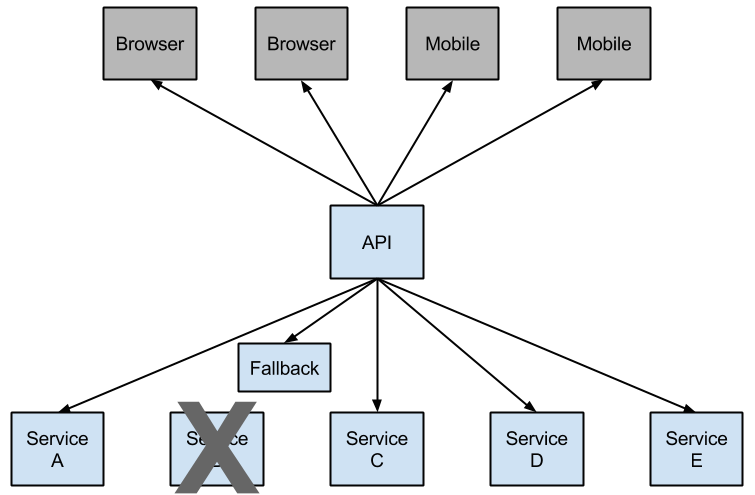 Browser
Browser
Mobile
Mobile
API
Fallback
Service
A
Service
C
Service
D
Service
E